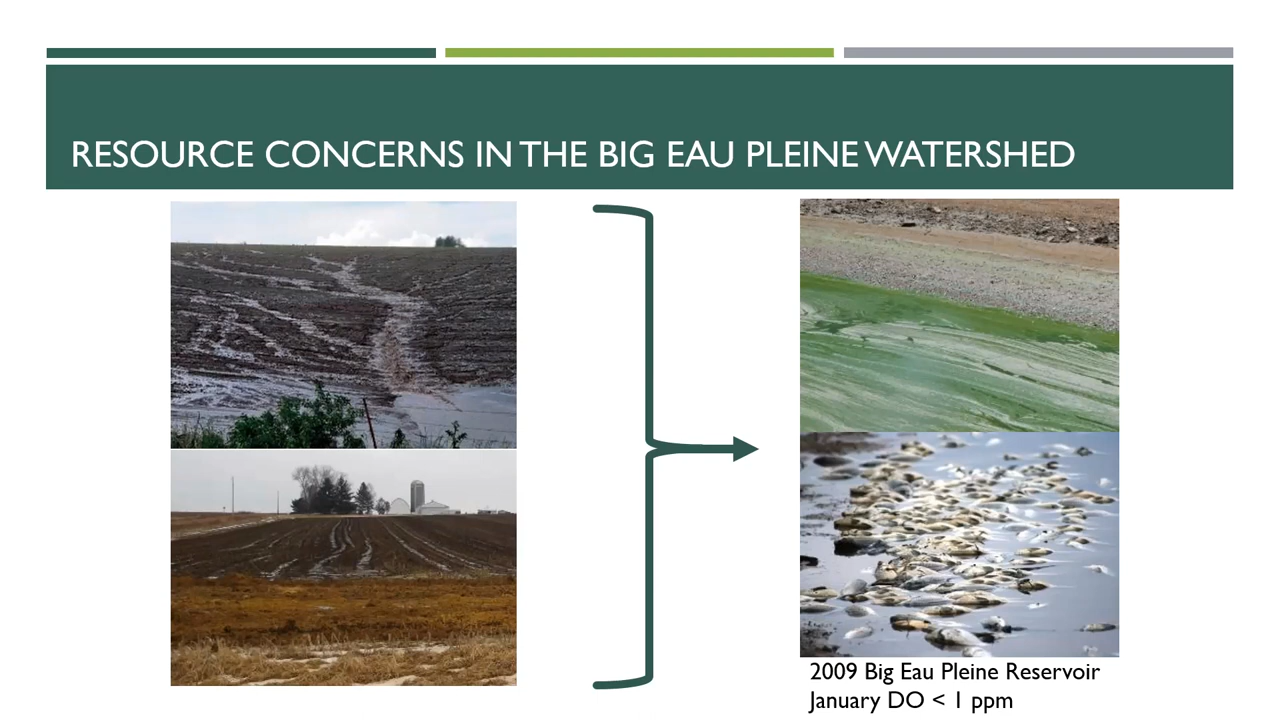 RESOURCE CONCERNS IN THE BIG EAU PLEINE WATERSHED
2009 Big Eau Pleine Reservoir
January DO < 1 ppm